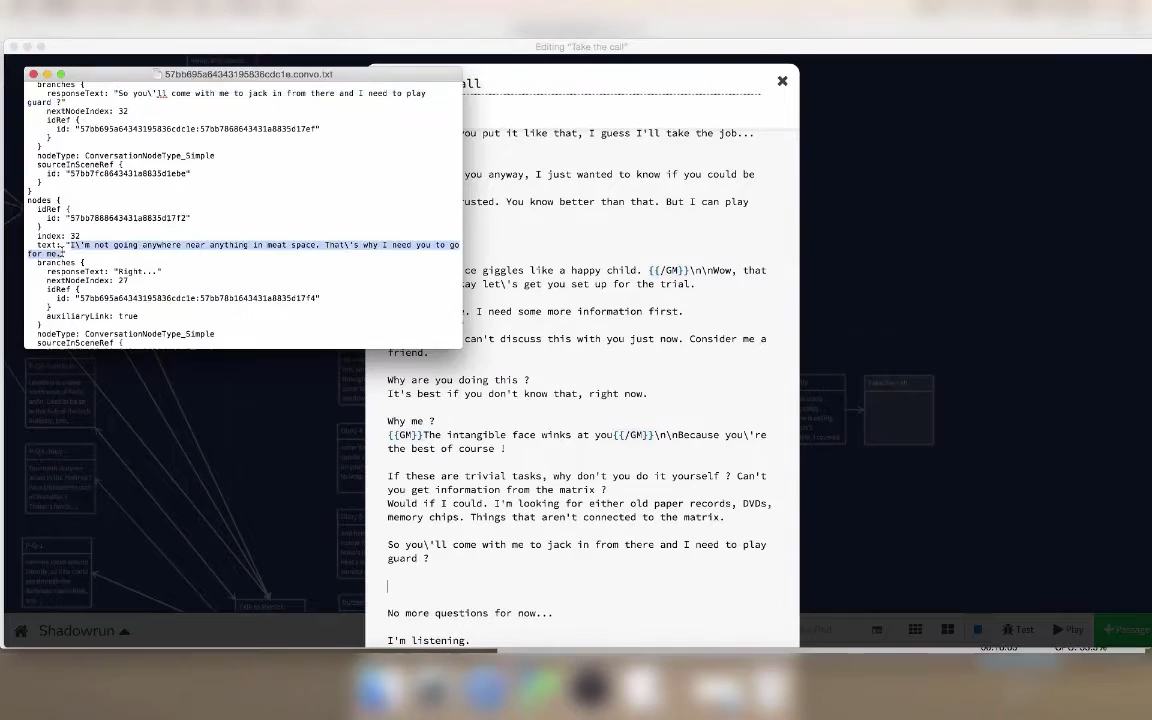 Editing "Take the call"
57bb695a64343195836cdc1e.convo.txt
branches {
responseText: "So you\'ll come with me to jack in from there and I need to play
guard ?"
nextNodeIndex: 32
idRef {
id: "57bb695a64343195836cdc1e:57bb7868643431a8835d17ef"
}
}
nodeType: ConversationNodeType_Simple
sourceInSceneRef {
id: "57bb7fc8643431a8835d1ebe"
}
}
nodes {
idRef {
id: "57bb7888643431a8835d17f2"
}
index: 32
text: "I\'m not going anywhere near anything in meat space. That\'s why I need you to go
for me."
branches {
responseText: "Right..."
nextNodeIndex: 27
idRef {
id: "57bb695a64343195836cdc1e:57bb78b1643431a8835d17f4"
}
auxiliaryLink: true
}
nodeType: ConversationNodeType_Simple
sourceInSceneRef {
all
you put it like that, I guess I'll take the job...
you anyway, I just wanted to know if you could be
rusted. You know better than that. But I can play
ce giggles like a happy child. {{/GM}}\n\nWow, that
kay let\'s get you set up for the trial.
e. I need some more information first.
can't discuss this with you just now. Consider me a
friend.
Why are you doing this ?
It's best if you don't know that, right now.
Why me ?
{{GM}}The intangible face winks at you{{/GM}}\n\nBecause you\'re
the best of course !
If these are trivial tasks, why don't you do it yourself ? Can't
you get information from the matrix ?
Would if I could. I'm looking for either old paper records, DVDs,
memory chips. Things that aren't connected to the matrix.
So you\'ll come with me to jack in from there and I need to play
guard ?
No more questions for now...
I'm listening.
Shadowrun
Test
Play
+Passage